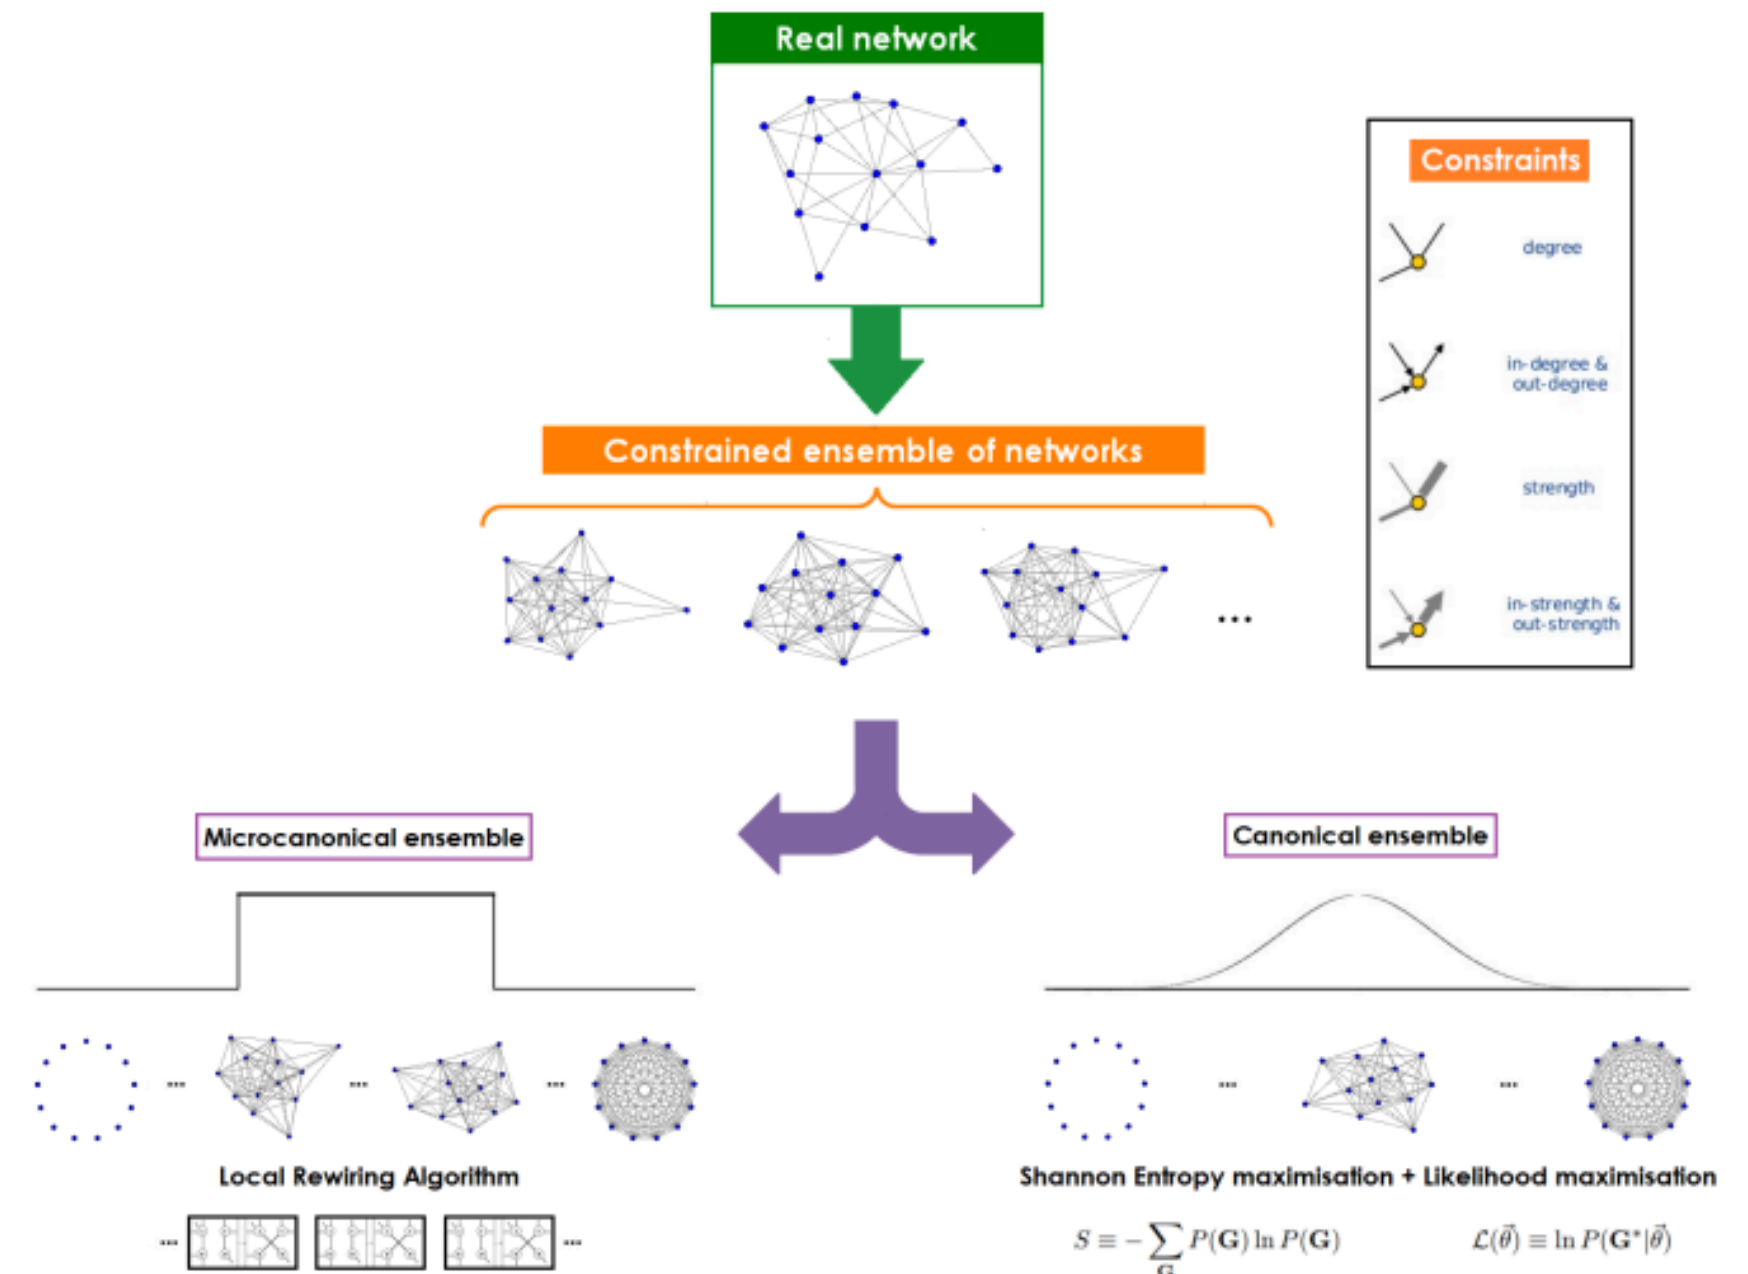 Real network
Constraints
degree
in-degree &
out-degree
Constrained ensemble of networks
strength
in-strength &
out-strength
...
Microcanonical ensemble
Canonical ensemble
... ... ...
... ...
Local Rewiring Algorithm
Shannon Entropy maximisation + Likelihood maximisation
... ...
S ≡ −∑_G P(G) ln P(G)
ℒ(θ⃗) ≡ ln P(G*|θ⃗)